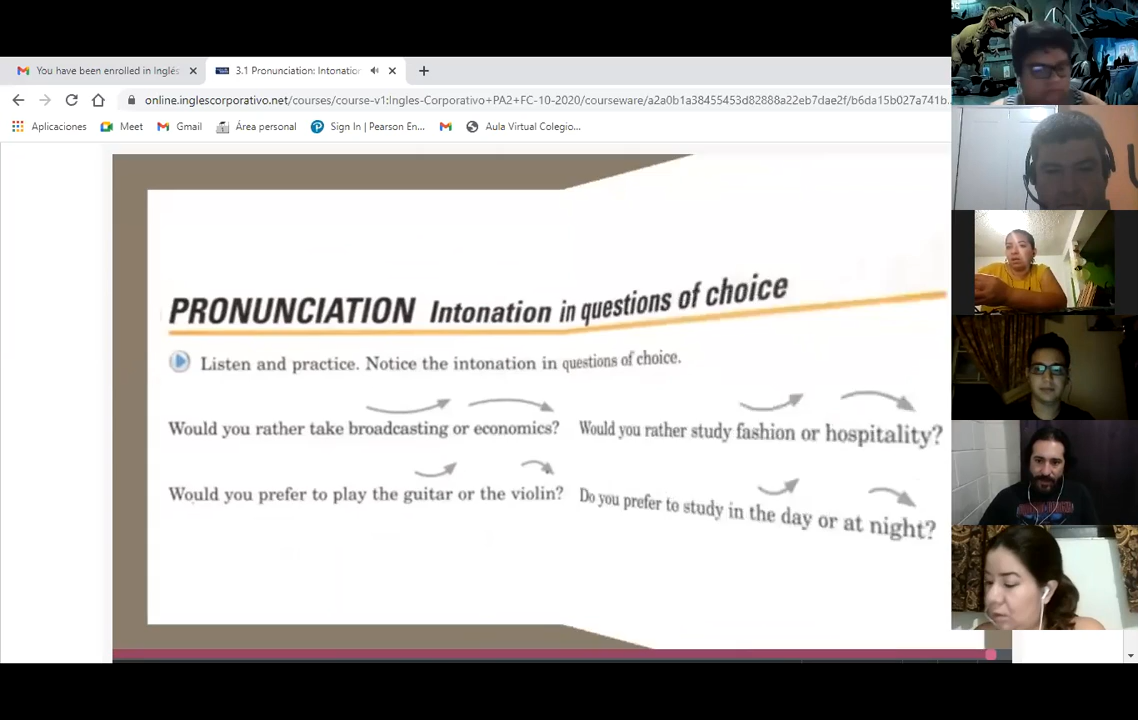 You have been enrolled in Inglés
3.1 Pronunciation: Intonation
online.inglescorporativo.net/courses/course-v1:Ingles-Corporativo+PA2+FC-10-2020/courseware/a2a0b1a38455453d82888a22eb7dae2f/b6da15b027a741b...
Aplicaciones Meet Gmail Área personal Sign In | Pearson En... Aula Virtual Colegio...
PRONUNCIATION Intonation in questions of choice
Listen and practice. Notice the intonation in questions of choice.
Would you rather take broadcasting or economics? Would you rather study fashion or hospitality?
Would you prefer to play the guitar or the violin? Do you prefer to study in the day or at night?